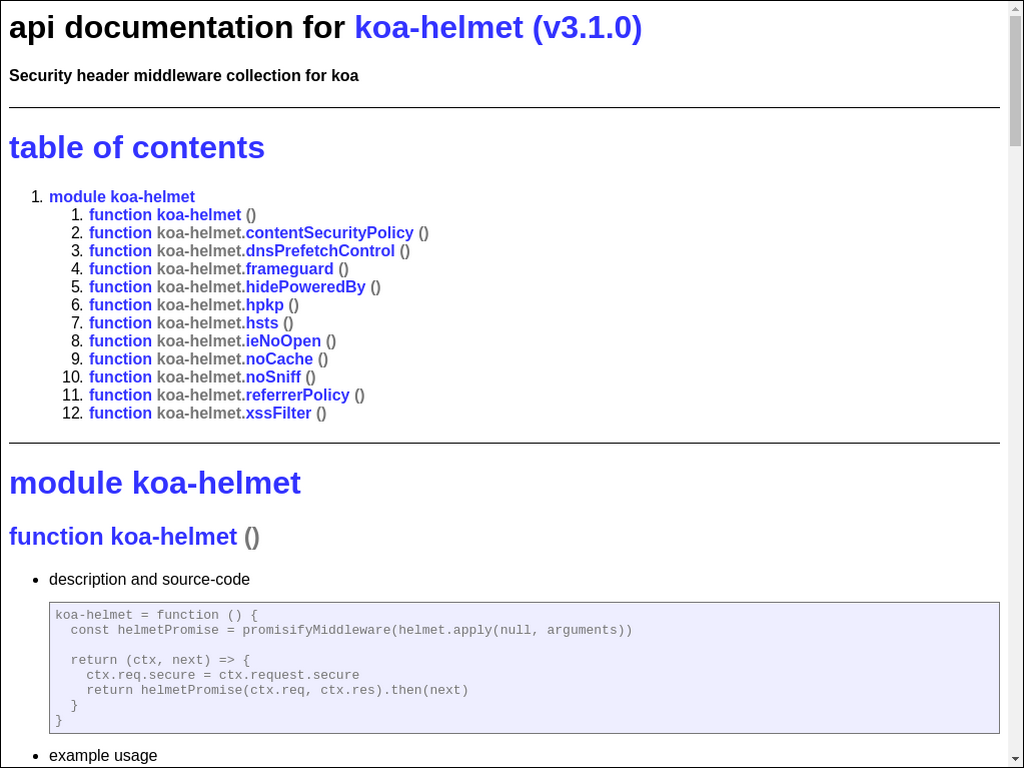 api documentation for koa-helmet (v3.1.0)
Security header middleware collection for koa
table of contents
1. module koa-helmet
1. function koa-helmet ()
2. function koa-helmet.contentSecurityPolicy ()
3. function koa-helmet.dnsPrefetchControl ()
4. function koa-helmet.frameguard ()
5. function koa-helmet.hidePoweredBy ()
6. function koa-helmet.hpkp ()
7. function koa-helmet.hsts ()
8. function koa-helmet.ieNoOpen ()
9. function koa-helmet.noCache ()
10. function koa-helmet.noSniff ()
11. function koa-helmet.referrerPolicy ()
12. function koa-helmet.xssFilter ()
module koa-helmet
function koa-helmet ()
• description and source-code
koa-helmet = function () {
  const helmetPromise = promisifyMiddleware(helmet.apply(null, arguments))
  return (ctx, next) => {
    ctx.req.secure = ctx.request.secure
    return helmetPromise(ctx.req, ctx.res).then(next)
  }
}
• example usage